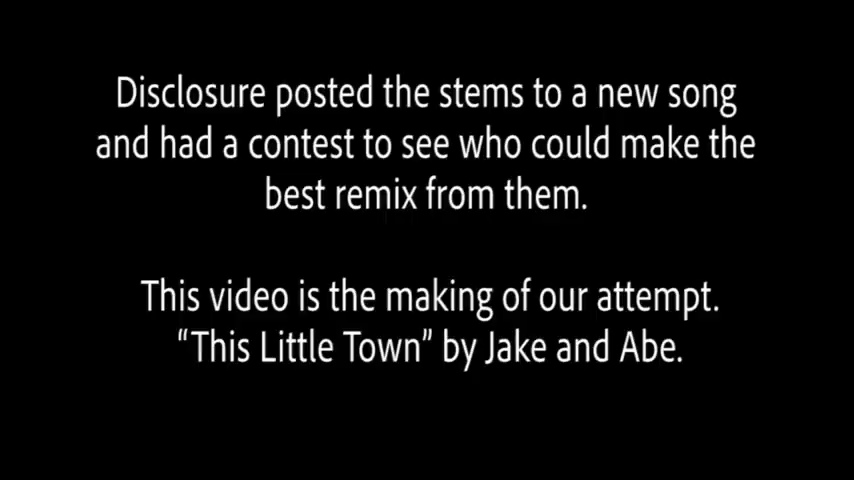 Disclosure posted the stems to a new song
and had a contest to see who could make the
best remix from them.
This video is the making of our attempt.
“This Little Town” by Jake and Abe.